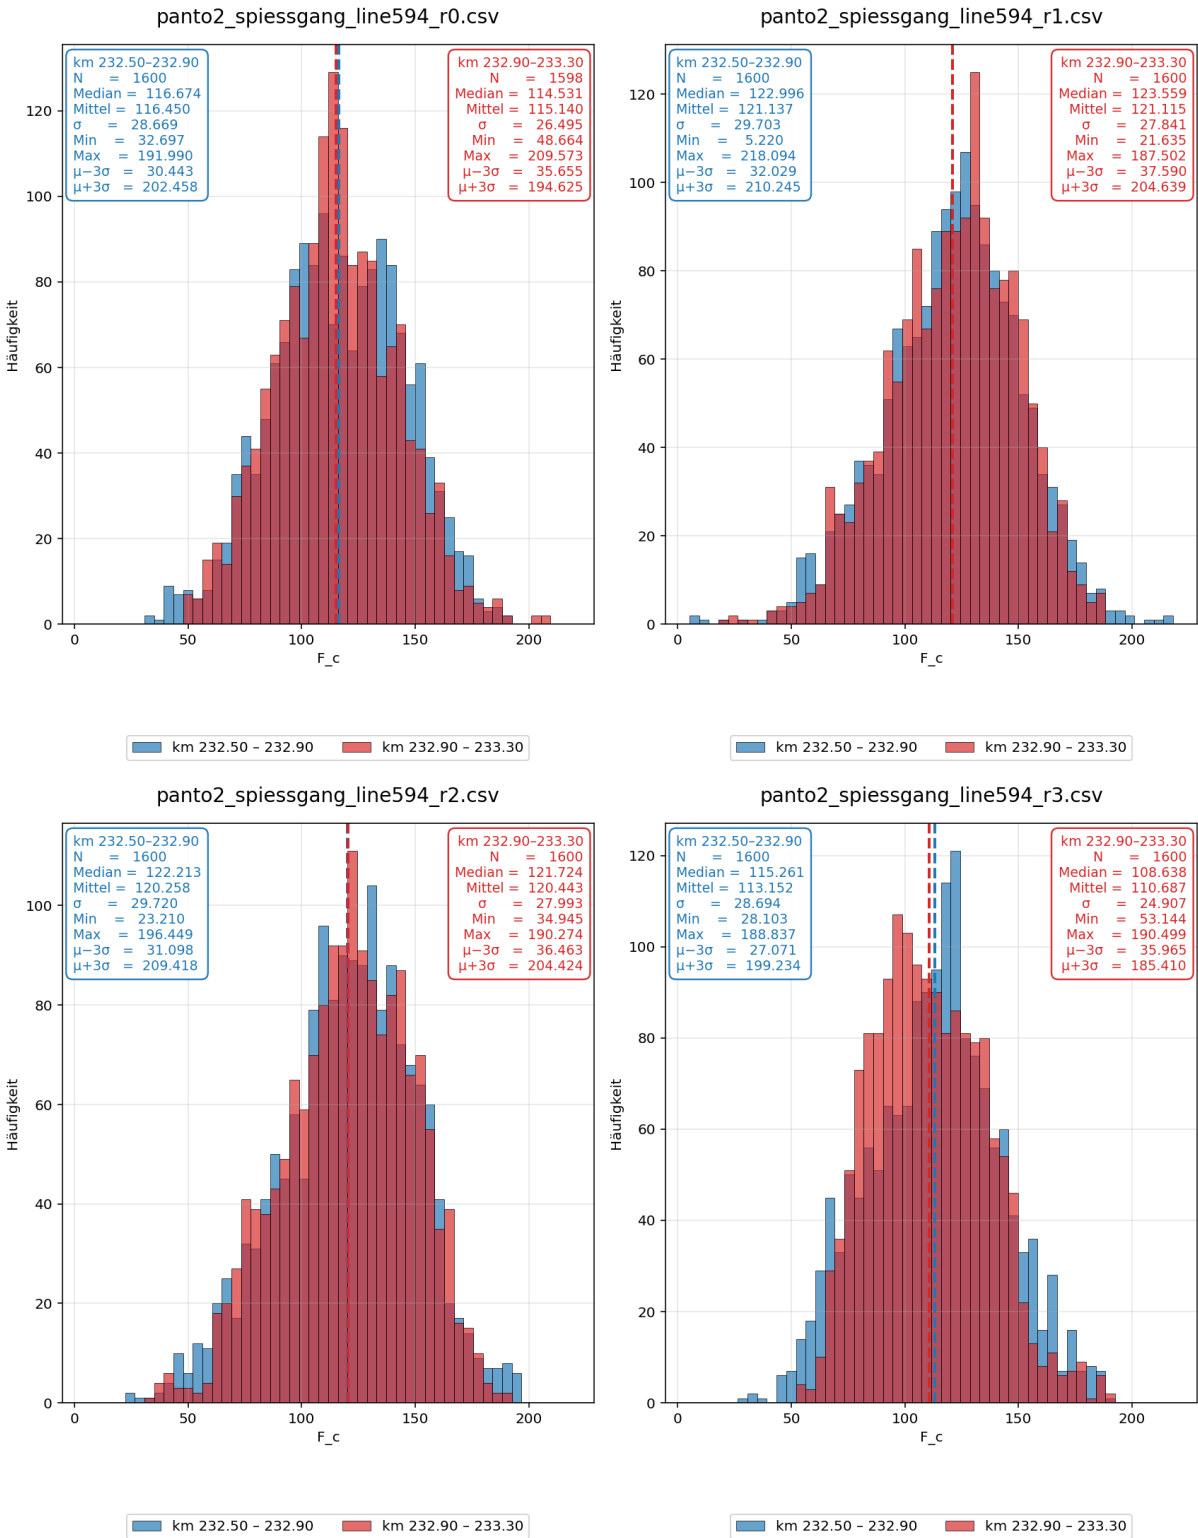 panto2_spiessgang_line594_r0.csv
km 232.50–232.90
N = 1600
Median = 116.674
Mittel = 116.450
σ = 28.669
Min = 32.697
Max = 191.990
μ−3σ = 30.443
μ+3σ = 202.458
km 232.90–233.30
N = 1598
Median = 114.531
Mittel = 115.140
σ = 26.495
Min = 48.664
Max = 209.573
μ−3σ = 35.655
μ+3σ = 194.625
Häufigkeit
120
100
80
60
40
20
0
0 50 100 150 200
F_c
km 232.50 – 232.90 km 232.90 – 233.30
panto2_spiessgang_line594_r1.csv
km 232.50–232.90
N = 1600
Median = 122.996
Mittel = 121.137
σ = 29.703
Min = 5.220
Max = 218.094
μ−3σ = 32.029
μ+3σ = 210.245
km 232.90–233.30
N = 1600
Median = 123.559
Mittel = 121.115
σ = 27.841
Min = 21.635
Max = 187.502
μ−3σ = 37.590
μ+3σ = 204.639
Häufigkeit
120
100
80
60
40
20
0
0 50 100 150 200
F_c
km 232.50 – 232.90 km 232.90 – 233.30
panto2_spiessgang_line594_r2.csv
km 232.50–232.90
N = 1600
Median = 122.213
Mittel = 120.258
σ = 29.720
Min = 23.210
Max = 196.449
μ−3σ = 31.098
μ+3σ = 209.418
km 232.90–233.30
N = 1600
Median = 121.724
Mittel = 120.443
σ = 27.993
Min = 34.945
Max = 190.274
μ−3σ = 36.463
μ+3σ = 204.424
Häufigkeit
100
80
60
40
20
0
0 50 100 150 200
F_c
km 232.50 – 232.90 km 232.90 – 233.30
panto2_spiessgang_line594_r3.csv
km 232.50–232.90
N = 1600
Median = 115.261
Mittel = 113.152
σ = 28.694
Min = 28.103
Max = 188.837
μ−3σ = 27.071
μ+3σ = 199.234
km 232.90–233.30
N = 1600
Median = 108.638
Mittel = 110.687
σ = 24.907
Min = 53.144
Max = 190.499
μ−3σ = 35.965
μ+3σ = 185.410
Häufigkeit
120
100
80
60
40
20
0
0 50 100 150 200
F_c
km 232.50 – 232.90 km 232.90 – 233.30